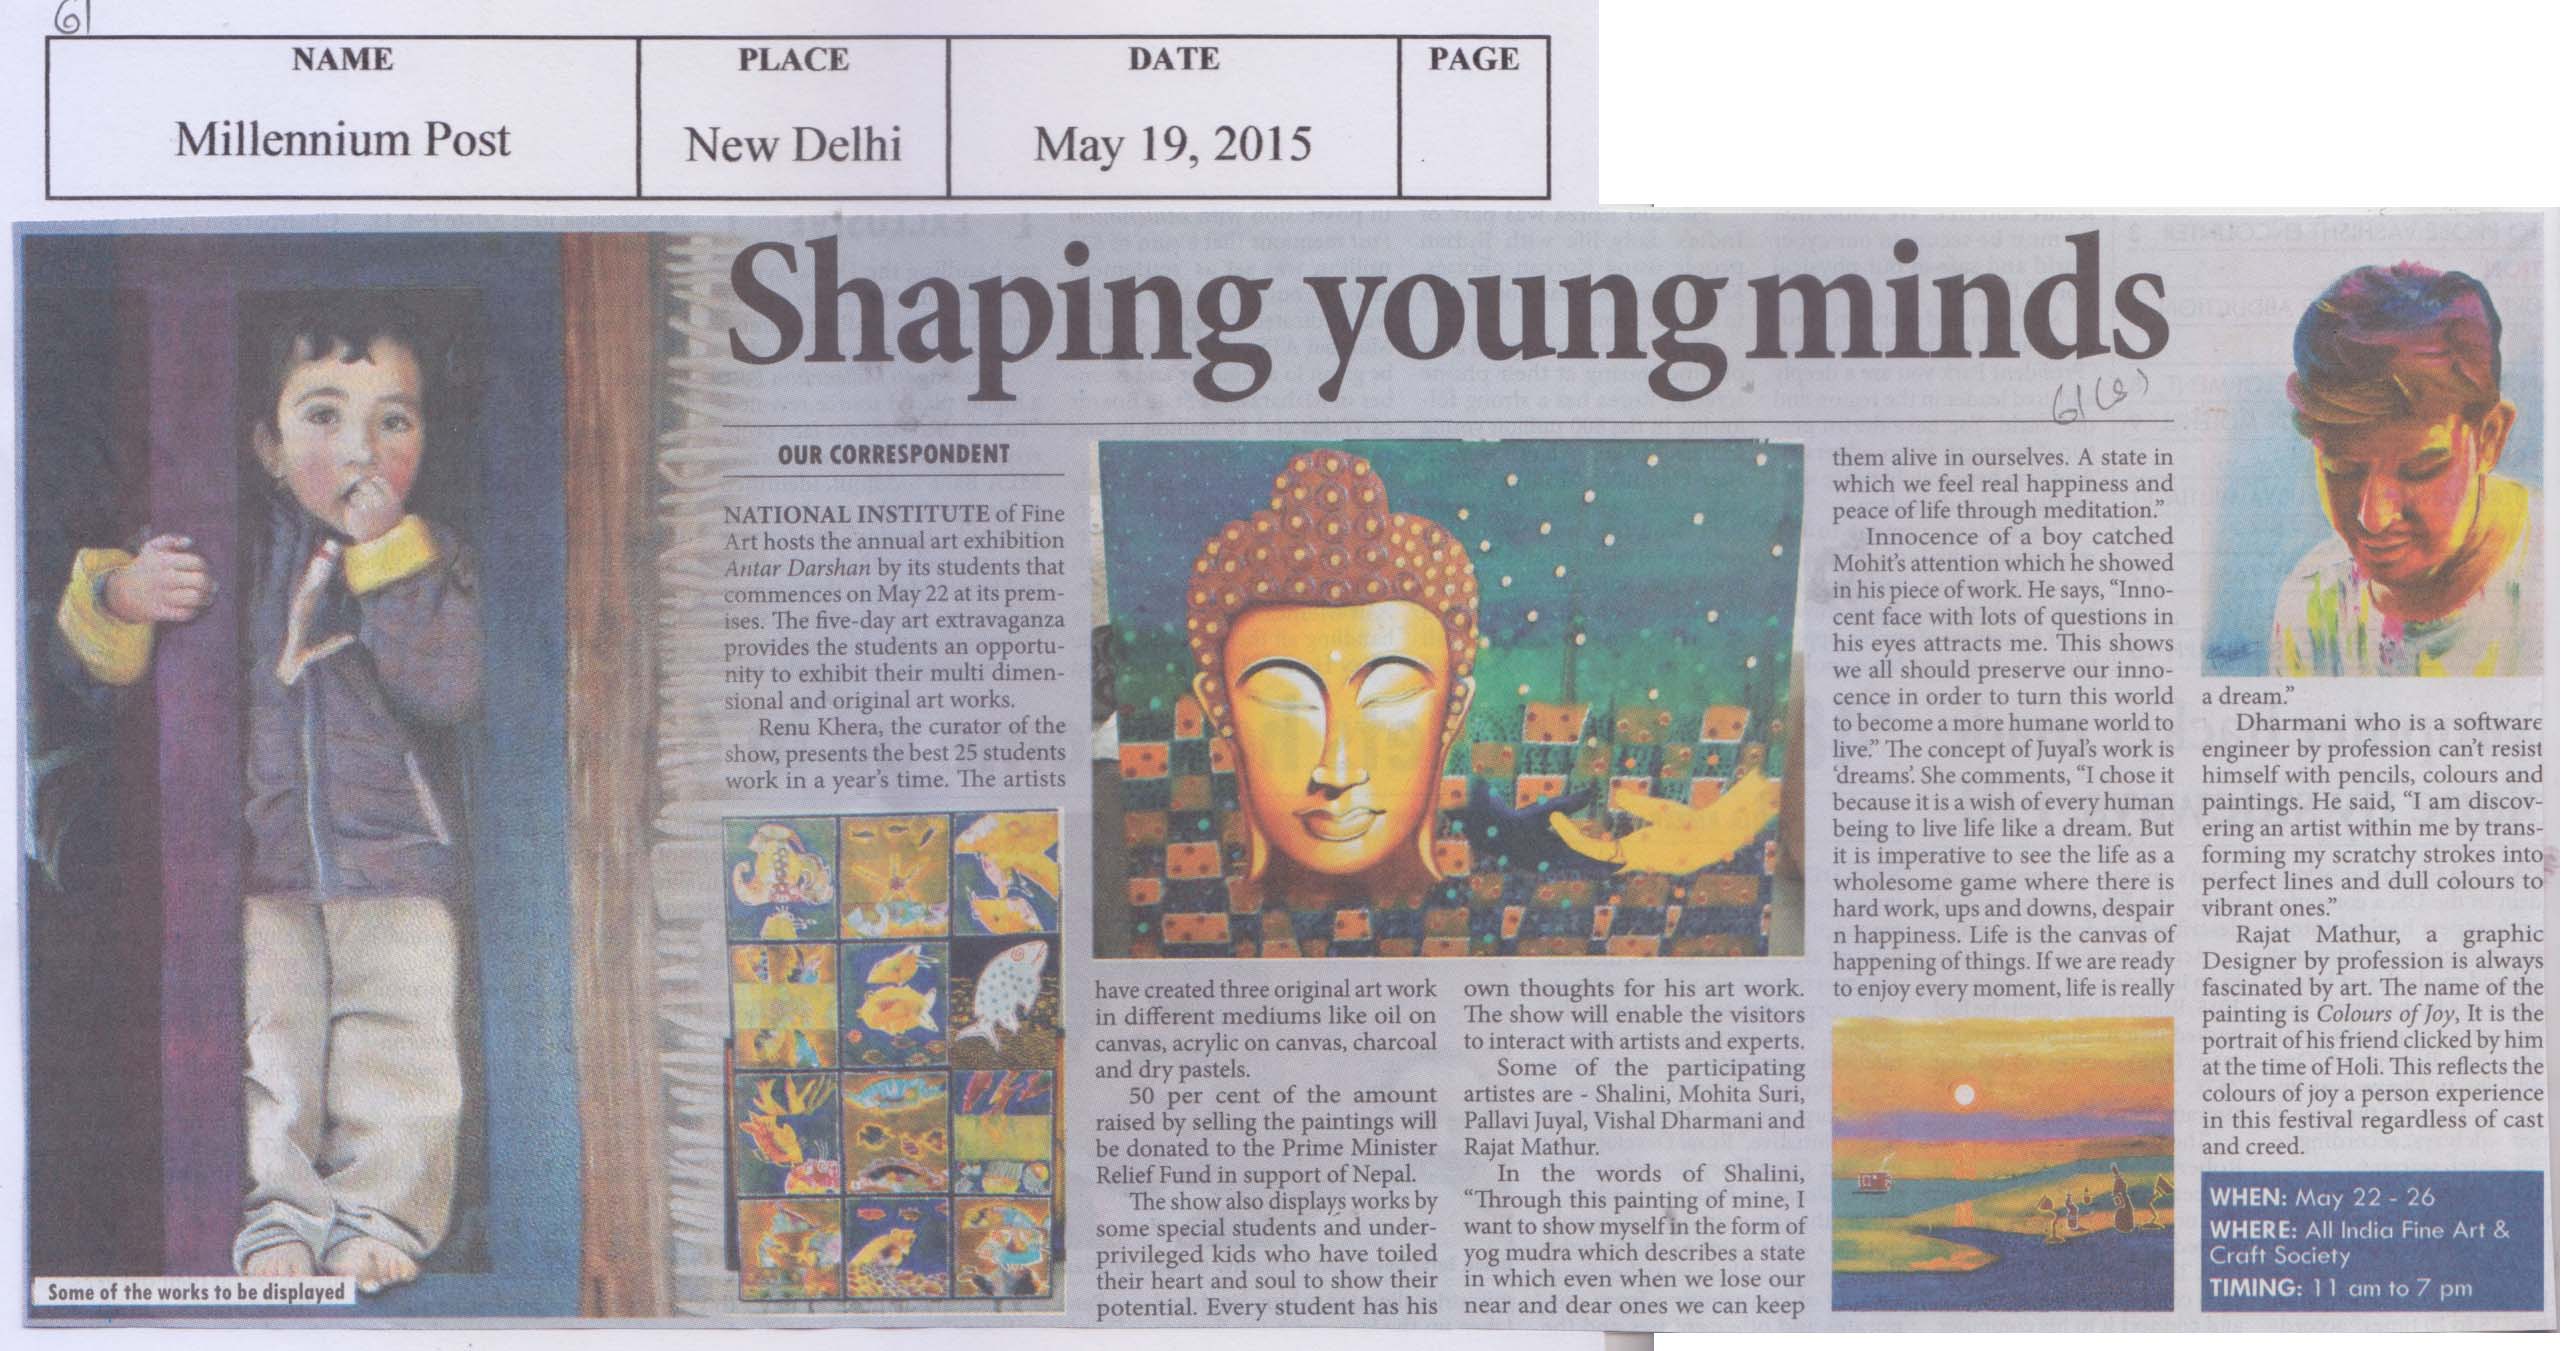 61
NAME
PLACE
DATE
PAGE
Millennium Post
New Delhi
May 19, 2015
Shaping young minds
61(S)
OUR CORRESPONDENT
NATIONAL INSTITUTE of Fine
Art hosts the annual art exhibition
Antar Darshan by its students that
commences on May 22 at its prem-
ises. The five-day art extravaganza
provides the students an opportu-
nity to exhibit their multi dimen-
sional and original art works.
Renu Khera, the curator of the
show, presents the best 25 students
work in a year's time. The artists
have created three original art work
in different mediums like oil on
canvas, acrylic on canvas, charcoal
and dry pastels.
50 per cent of the amount
raised by selling the paintings will
be donated to the Prime Minister
Relief Fund in support of Nepal.
The show also displays works by
some special students and under-
privileged kids who have toiled
their heart and soul to show their
potential. Every student has his
own thoughts for his art work.
The show will enable the visitors
to interact with artists and experts.
Some of the participating
artistes are - Shalini, Mohita Suri,
Pallavi Juyal, Vishal Dharmani and
Rajat Mathur.
In the words of Shalini,
“Through this painting of mine, I
want to show myself in the form of
yog mudra which describes a state
in which even when we lose our
near and dear ones we can keep
them alive in ourselves. A state in
which we feel real happiness and
peace of life through meditation.”
Innocence of a boy catched
Mohit's attention which he showed
in his piece of work. He says, “Inno-
cent face with lots of questions in
his eyes attracts me. This shows
we all should preserve our inno-
cence in order to turn this world
to become a more humane world to
live.” The concept of Juyal's work is
‘dreams’. She comments, “I chose it
because it is a wish of every human
being to live life like a dream. But
it is imperative to see the life as a
wholesome game where there is
hard work, ups and downs, despair
n happiness. Life is the canvas of
happening of things. If we are ready
to enjoy every moment, life is really
a dream.”
Dharmani who is a software
engineer by profession can't resist
himself with pencils, colours and
paintings. He said, “I am discov-
ering an artist within me by trans-
forming my scratchy strokes into
perfect lines and dull colours to
vibrant ones.”
Rajat Mathur, a graphic
Designer by profession is always
fascinated by art. The name of the
painting is Colours of Joy, It is the
portrait of his friend clicked by him
at the time of Holi. This reflects the
colours of joy a person experience
in this festival regardless of cast
and creed.
WHEN: May 22 - 26
WHERE: All India Fine Art &
Craft Society
TIMING: 11 am to 7 pm
Some of the works to be displayed